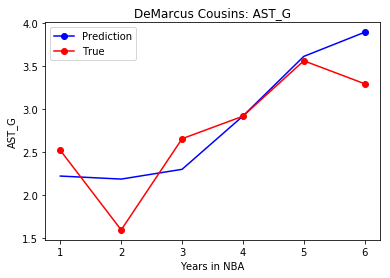 DeMarcus Cousins: AST_G
Prediction
True
AST_G
4.0
3.5
3.0
2.5
2.0
1.5
1 2 3 4 5 6
Years in NBA